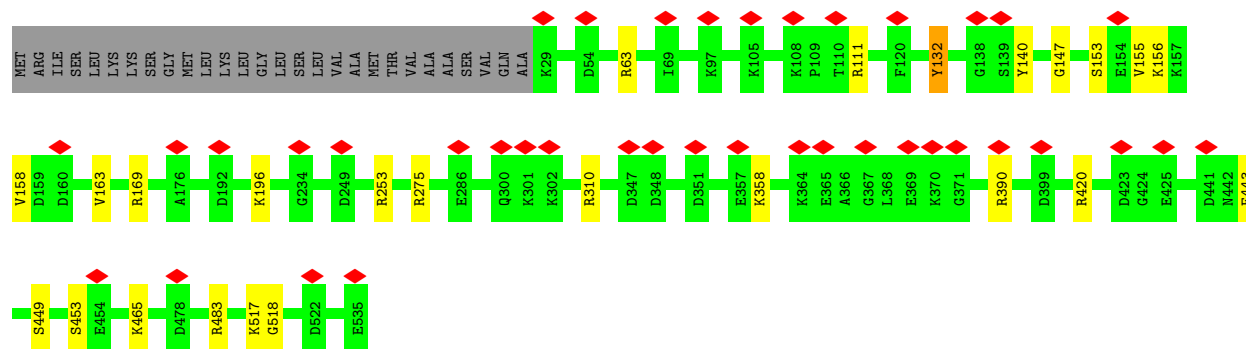 MET ARG ILE SER LEU LYS LYS SER GLY MET LEU LYS LEU GLY LEU SER LEU VAL ALA MET THR VAL ALA ALA SER VAL GLN ALA K29 D54 R63 I69 K97 K105 K108 P109 T110 R111 F120 Y132 G138 S139 Y140 G147 S153 E154 V155 K156 K157
V158 D159 D160 V163 R169 A176 D192 K196 G234 D249 R253 R275 E286 Q300 K301 K302 R310 D347 D348 D351 E357 K358 K364 E365 A366 G367 L368 E369 K370 G371 R390 D399 R420 D423 G424 E425 D441 N442
S449 S453 E454 K465 D478 R483 K517 G518 D522 E535